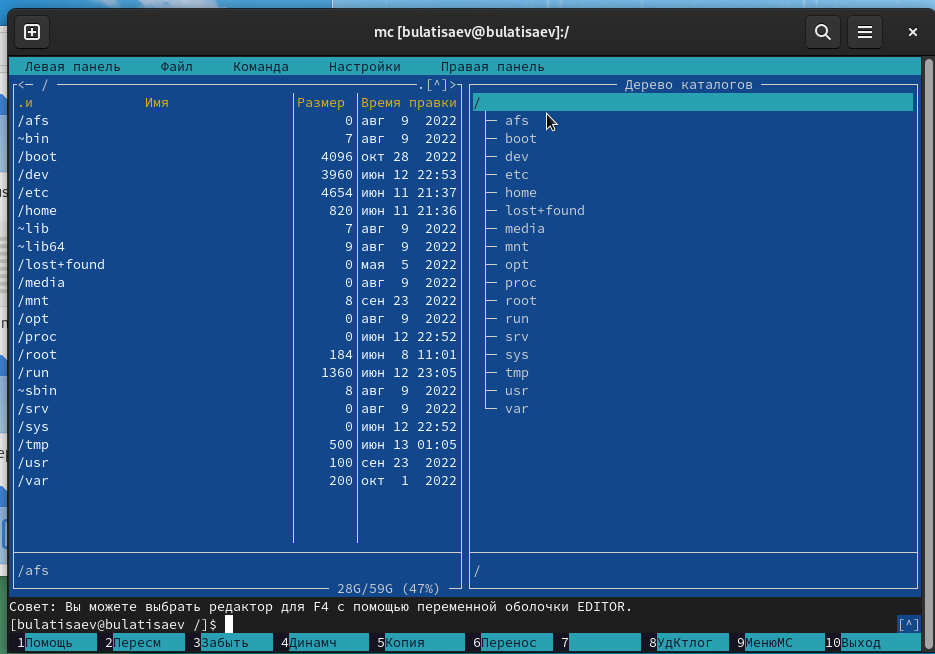 mc [bulatisaev@bulatisaev]:/
Левая панель Файл Команда Настройки Правая панель
<─ / .[^]> Дерево каталогов
.и Имя Размер Время правки /
/afs 0 авг 9 2022 afs
~bin 7 авг 9 2022 boot
/boot 4096 окт 28 2022 dev
/dev 3960 июн 12 22:53 etc
/etc 4654 июн 11 21:37 home
/home 820 июн 11 21:36 lost+found
~lib 7 авг 9 2022 media
~lib64 9 авг 9 2022 mnt
/lost+found 0 мая 5 2022 opt
/media 0 авг 9 2022 proc
/mnt 8 сен 23 2022 root
/opt 0 авг 9 2022 run
/proc 0 июн 12 22:52 srv
/root 184 июн 8 11:01 sys
/run 1360 июн 12 23:05 tmp
~sbin 8 авг 9 2022 usr
/srv 0 авг 9 2022 var
/sys 0 июн 12 22:52
/tmp 500 июн 13 01:05
/usr 100 сен 23 2022
/var 200 окт 1 2022
/afs /
28G/59G (47%)
Совет: Вы можете выбрать редактор для F4 с помощью переменной оболочки EDITOR.
[bulatisaev@bulatisaev /]$ [^]
1Помощь 2Пересм 3Забыть 4Динамч 5Копия 6Перенос 7 8УдКтлог 9МенюМС 10Выход